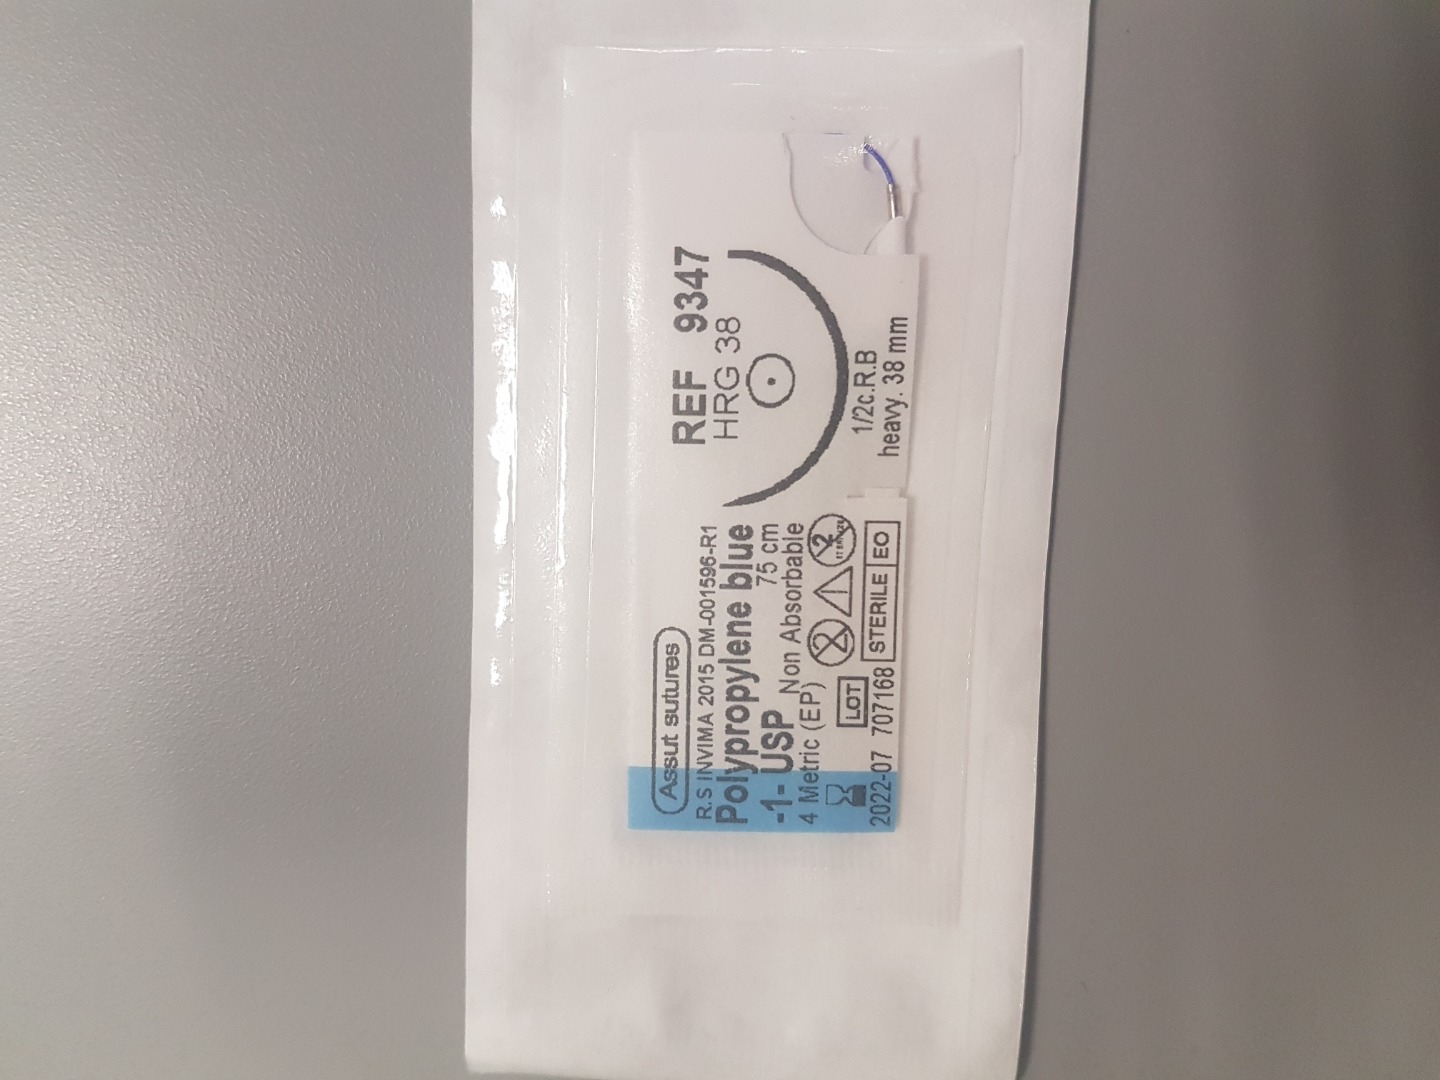 Assut sutures
R.S INVIMA 2015 DM-001596-R1
Polypropylene blue
-1- USP 75 cm
4 Metric (EP) Non Absorbable
LOT
2022-07 707168 STERILE EO
REF 9347
HRG 38
1/2c.R.B
heavy. 38 mm